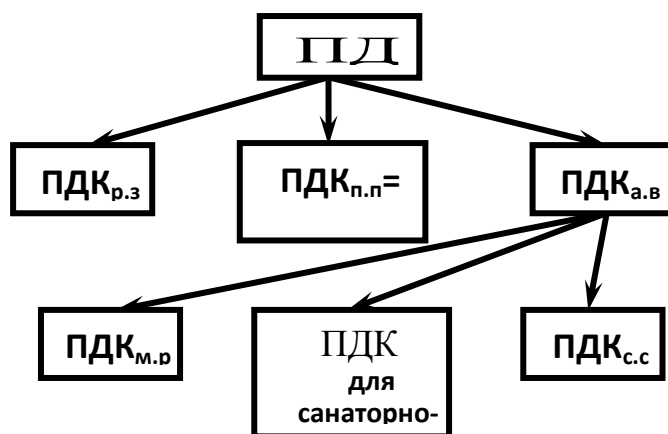 ПД
ПДКр.з
ПДКп.п=
ПДКа.в
ПДКм.р
ПДК
для
санаторно-
ПДКс.с